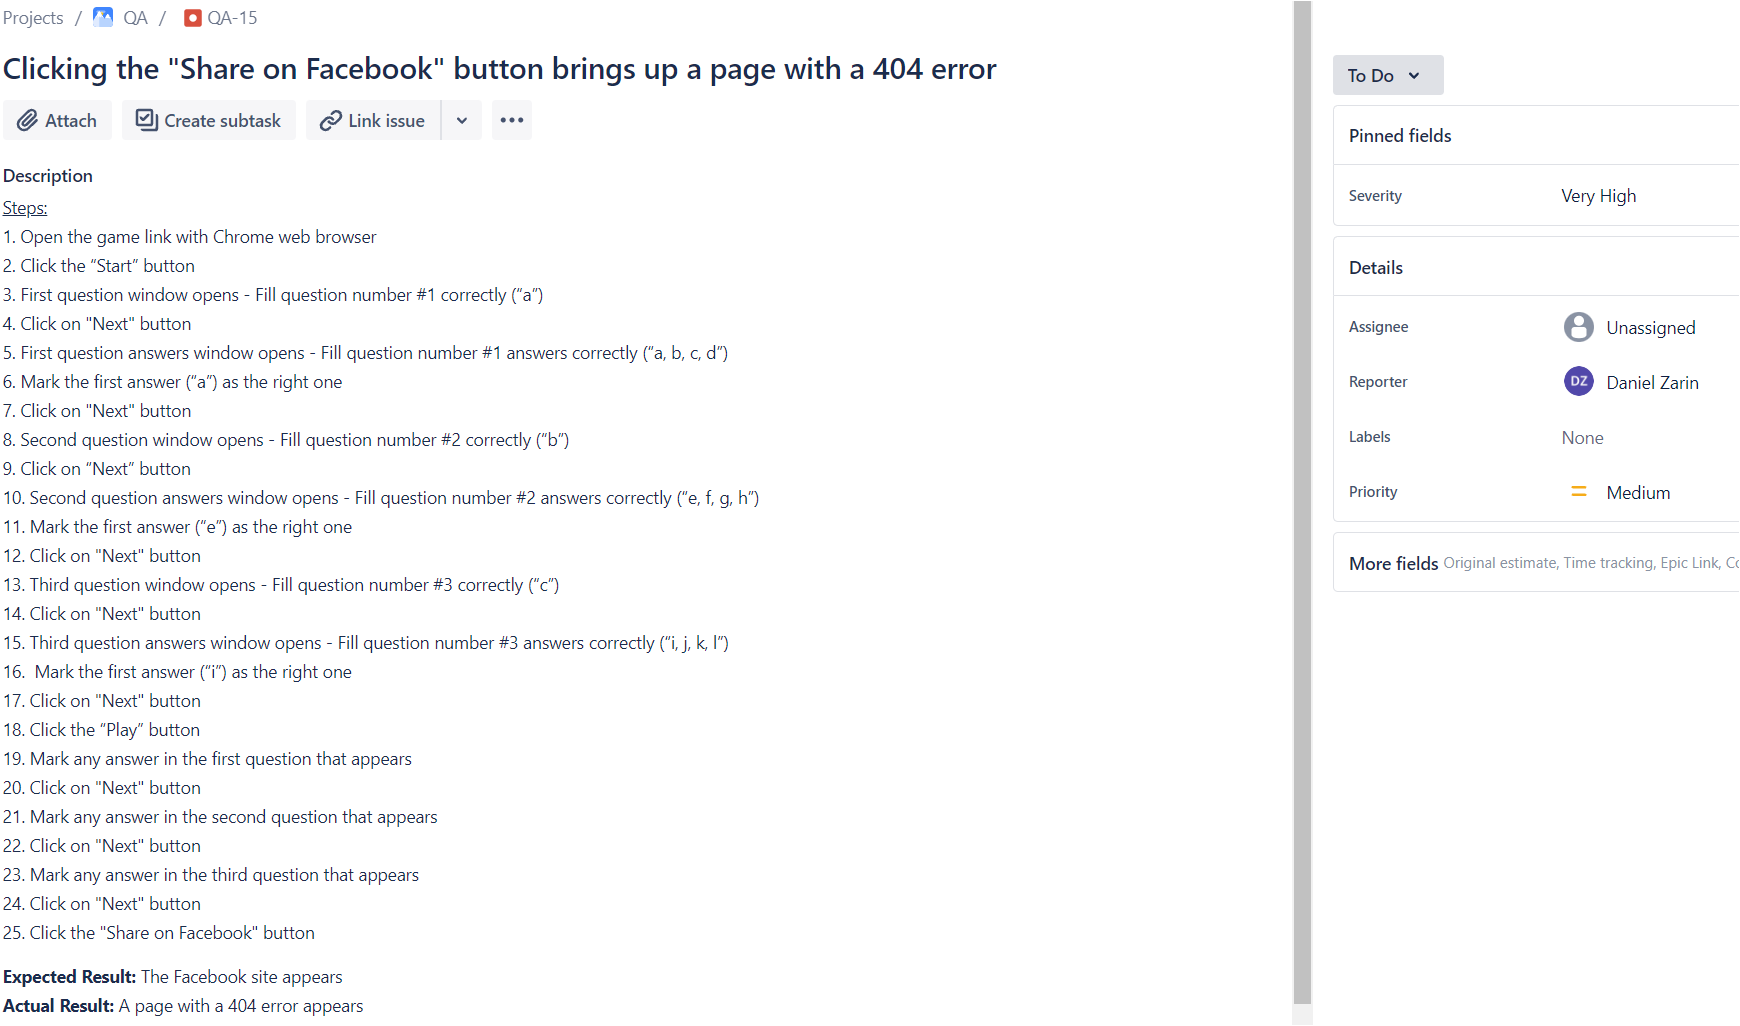 Projects / QA / QA-15
Clicking the "Share on Facebook" button brings up a page with a 404 error
Attach Create subtask Link issue
Description
Steps:
1. Open the game link with Chrome web browser
2. Click the “Start” button
3. First question window opens - Fill question number #1 correctly (“a”)
4. Click on "Next" button
5. First question answers window opens - Fill question number #1 answers correctly (“a, b, c, d”)
6. Mark the first answer (“a”) as the right one
7. Click on "Next" button
8. Second question window opens - Fill question number #2 correctly (“b”)
9. Click on “Next” button
10. Second question answers window opens - Fill question number #2 answers correctly (“e, f, g, h”)
11. Mark the first answer (“e”) as the right one
12. Click on "Next" button
13. Third question window opens - Fill question number #3 correctly (“c”)
14. Click on "Next" button
15. Third question answers window opens - Fill question number #3 answers correctly (“i, j, k, l”)
16. Mark the first answer (“i”) as the right one
17. Click on "Next" button
18. Click the “Play” button
19. Mark any answer in the first question that appears
20. Click on "Next" button
21. Mark any answer in the second question that appears
22. Click on "Next" button
23. Mark any answer in the third question that appears
24. Click on "Next" button
25. Click the "Share on Facebook" button
Expected Result: The Facebook site appears
Actual Result: A page with a 404 error appears
To Do
Pinned fields
Severity Very High
Details
Assignee Unassigned
Reporter DZ Daniel Zarin
Labels None
Priority Medium
More fields Original estimate, Time tracking, Epic Link,